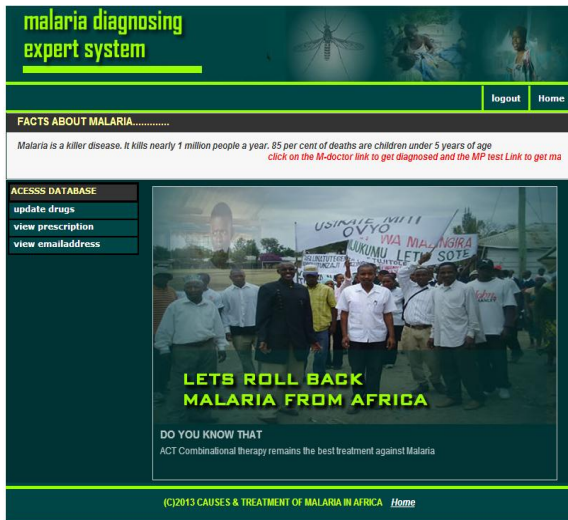 malaria diagnosing
expert system
logout Home
FACTS ABOUT MALARIA.............
Malaria is a killer disease. It kills nearly 1 million people a year. 85 per cent of deaths are children under 5 years of age
click on the M-doctor link to get diagnosed and the MP test Link to get ma
ACESSS DATABASE
update drugs
view prescription
view emailaddress
USIKATE MITI
OVYO
WA MAZINGIRA
JUKUMU LETU SOTE
LETS ROLL BACK
MALARIA FROM AFRICA
DO YOU KNOW THAT
ACT Combinational therapy remains the best treatment against Malaria
(C)2013 CAUSES & TREATMENT OF MALARIA IN AFRICA Home